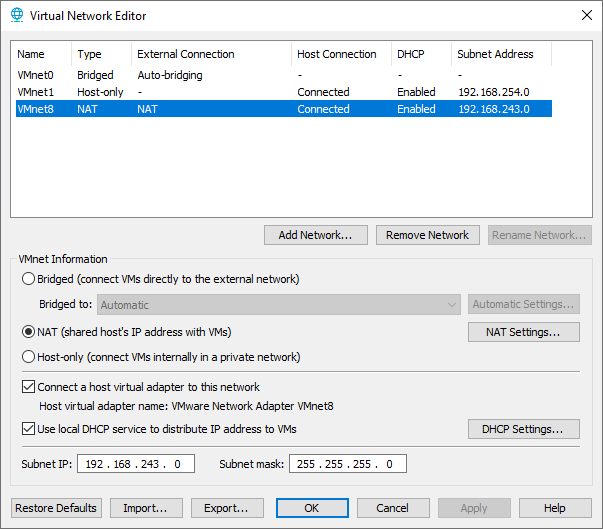 Virtual Network Editor
Name Type External Connection Host Connection DHCP Subnet Address
VMnet0 Bridged Auto-bridging - - -
VMnet1 Host-only - Connected Enabled 192.168.254.0
VMnet8 NAT NAT Connected Enabled 192.168.243.0
Add Network... Remove Network Rename Network...
VMnet Information
Bridged (connect VMs directly to the external network)
Bridged to: Automatic Automatic Settings...
NAT (shared host's IP address with VMs) NAT Settings...
Host-only (connect VMs internally in a private network)
Connect a host virtual adapter to this network
Host virtual adapter name: VMware Network Adapter VMnet8
Use local DHCP service to distribute IP address to VMs DHCP Settings...
Subnet IP: 192 . 168 . 243 . 0 Subnet mask: 255 . 255 . 255 . 0
Restore Defaults Import... Export... OK Cancel Apply Help